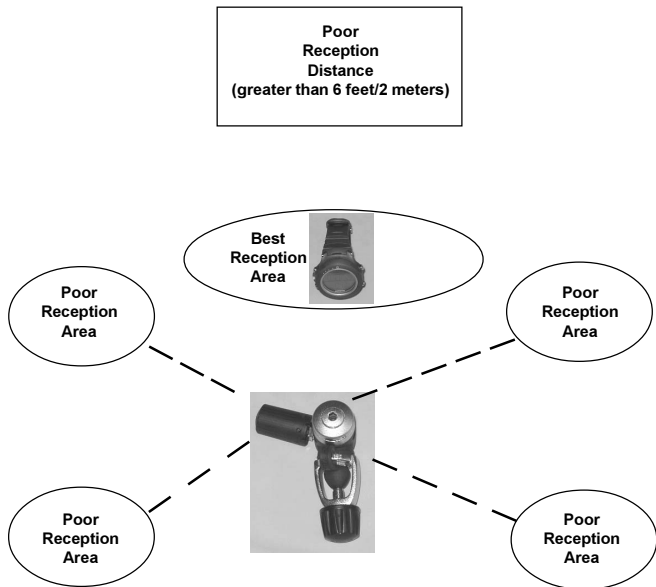 Poor
Reception
Distance
(greater than 6 feet/2 meters)
Best
Reception
Area
Poor
Reception
Area
Poor
Reception
Area
Poor
Reception
Area
Poor
Reception
Area